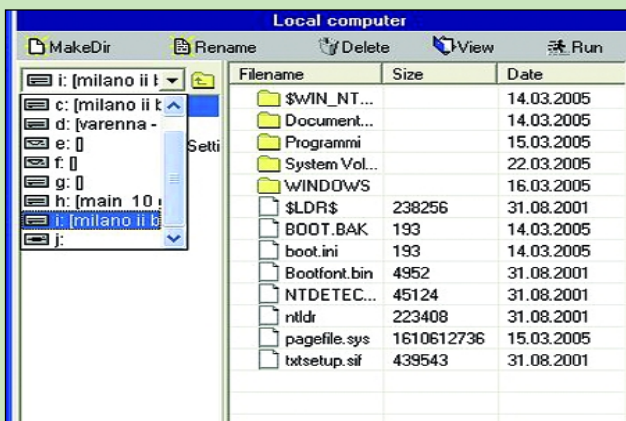 Local computer
MakeDir Rename Delete View Run
i: [milano ii b
Filename Size Date
c: [milano ii b
d: [varenna -
e: []
f: []
g: []
h: [main 10 g
i: [milano ii b
j:
Setti
$WIN_NT... 14.03.2005
Document... 14.03.2005
Programmi 15.03.2005
System Vol... 22.03.2005
WINDOWS 16.03.2005
$LDR$ 238256 31.08.2001
BOOT.BAK 193 14.03.2005
boot.ini 193 14.03.2005
Bootfont.bin 4952 31.08.2001
NTDETEC... 45124 31.08.2001
ntldr 223408 31.08.2001
pagefile.sys 1610612736 15.03.2005
txtsetup.sif 439543 31.08.2001